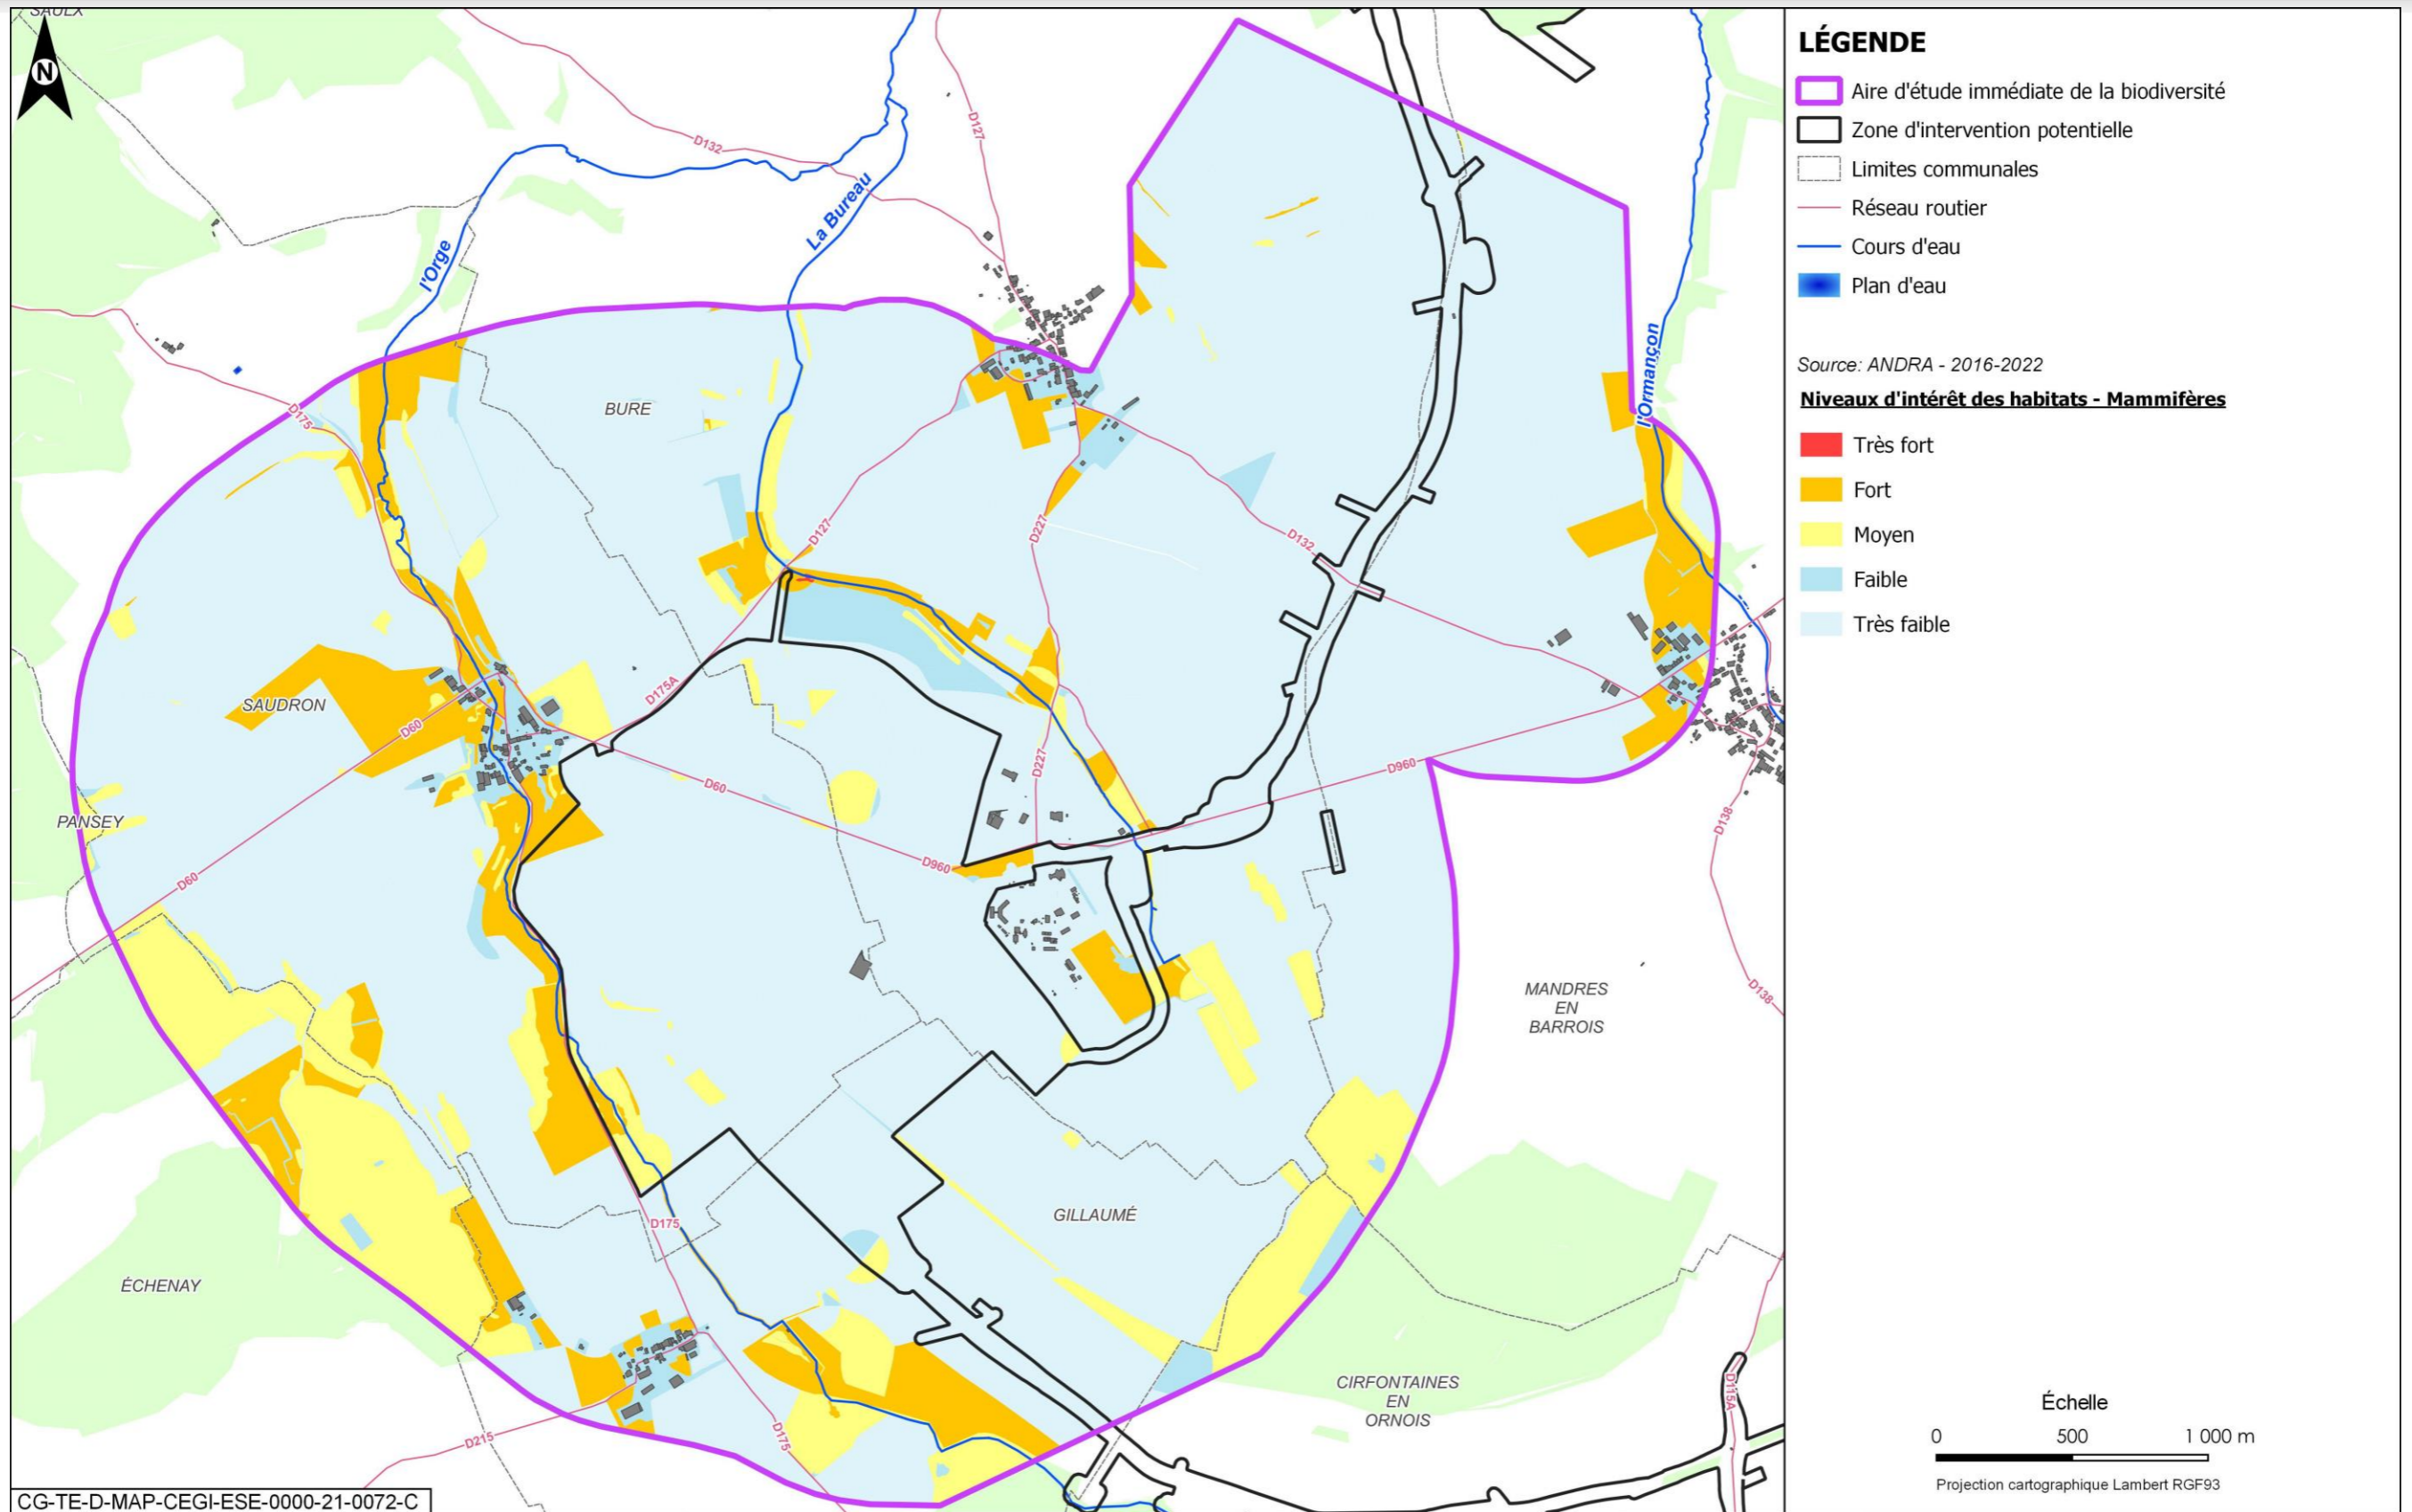 SAULX
N
D132
D127
La Bureau
l'Orge
l'Ormançon
D175
BURE
D127
D227
D132
SAUDRON
D175A
D60
D227
D60
D960
PANSEY
D960
D60
D138
D138
MANDRES
EN
BARROIS
D175
GILLAUMÉ
ÉCHENAY
CIRFONTAINES
EN
ORNOIS
D115A
D175
D215
CG-TE-D-MAP-CEGI-ESE-0000-21-0072-C
LÉGENDE
Aire d'étude immédiate de la biodiversité
Zone d'intervention potentielle
Limites communales
Réseau routier
Cours d'eau
Plan d'eau
Source: ANDRA - 2016-2022
Niveaux d'intérêt des habitats - Mammifères
Très fort
Fort
Moyen
Faible
Très faible
Échelle
0 500 1 000 m
Projection cartographique Lambert RGF93